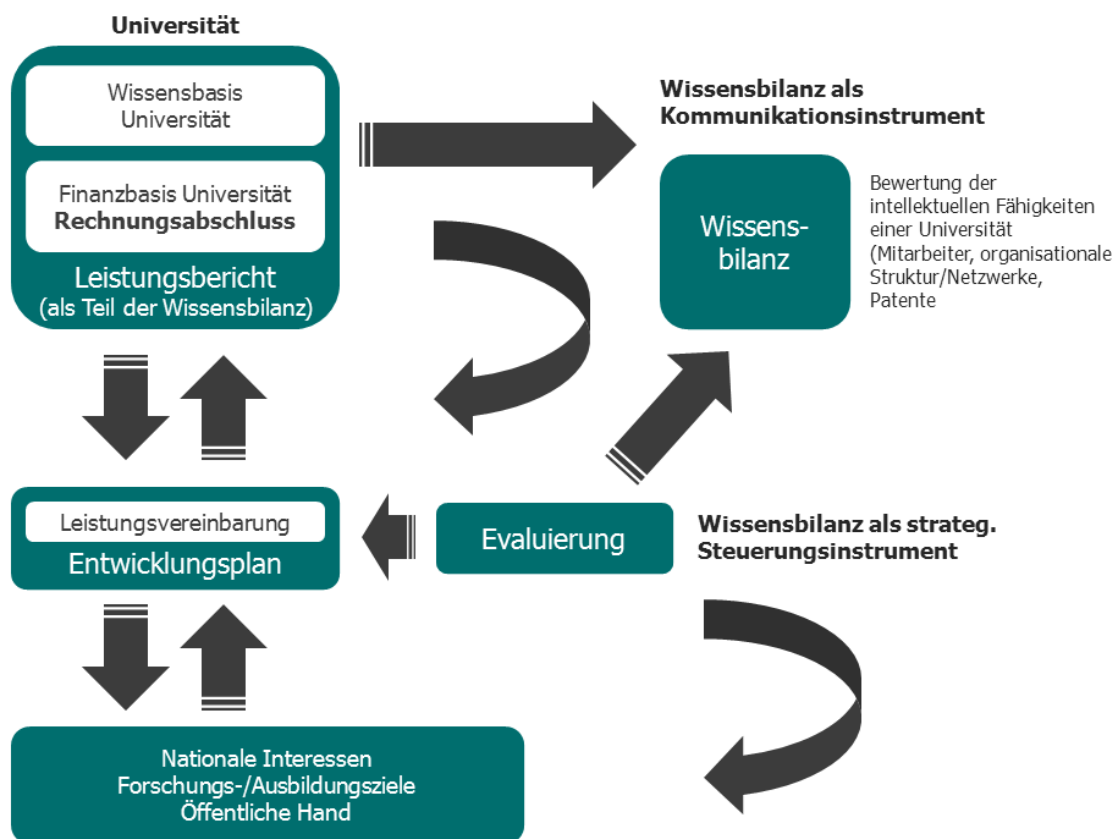 Universität
Wissensbasis
Universität
Finanzbasis Universität
Rechnungsabschluss
Leistungsbericht
(als Teil der Wissensbilanz)
Wissensbilanz als
Kommunikationsinstrument
Wissens-
bilanz
Bewertung der
intellektuellen Fähigkeiten
einer Universität
(Mitarbeiter, organisationale
Struktur/Netzwerke,
Patente
Leistungsvereinbarung
Entwicklungsplan
Evaluierung
Wissensbilanz als strateg.
Steuerungsinstrument
Nationale Interessen
Forschungs-/Ausbildungsziele
Öffentliche Hand